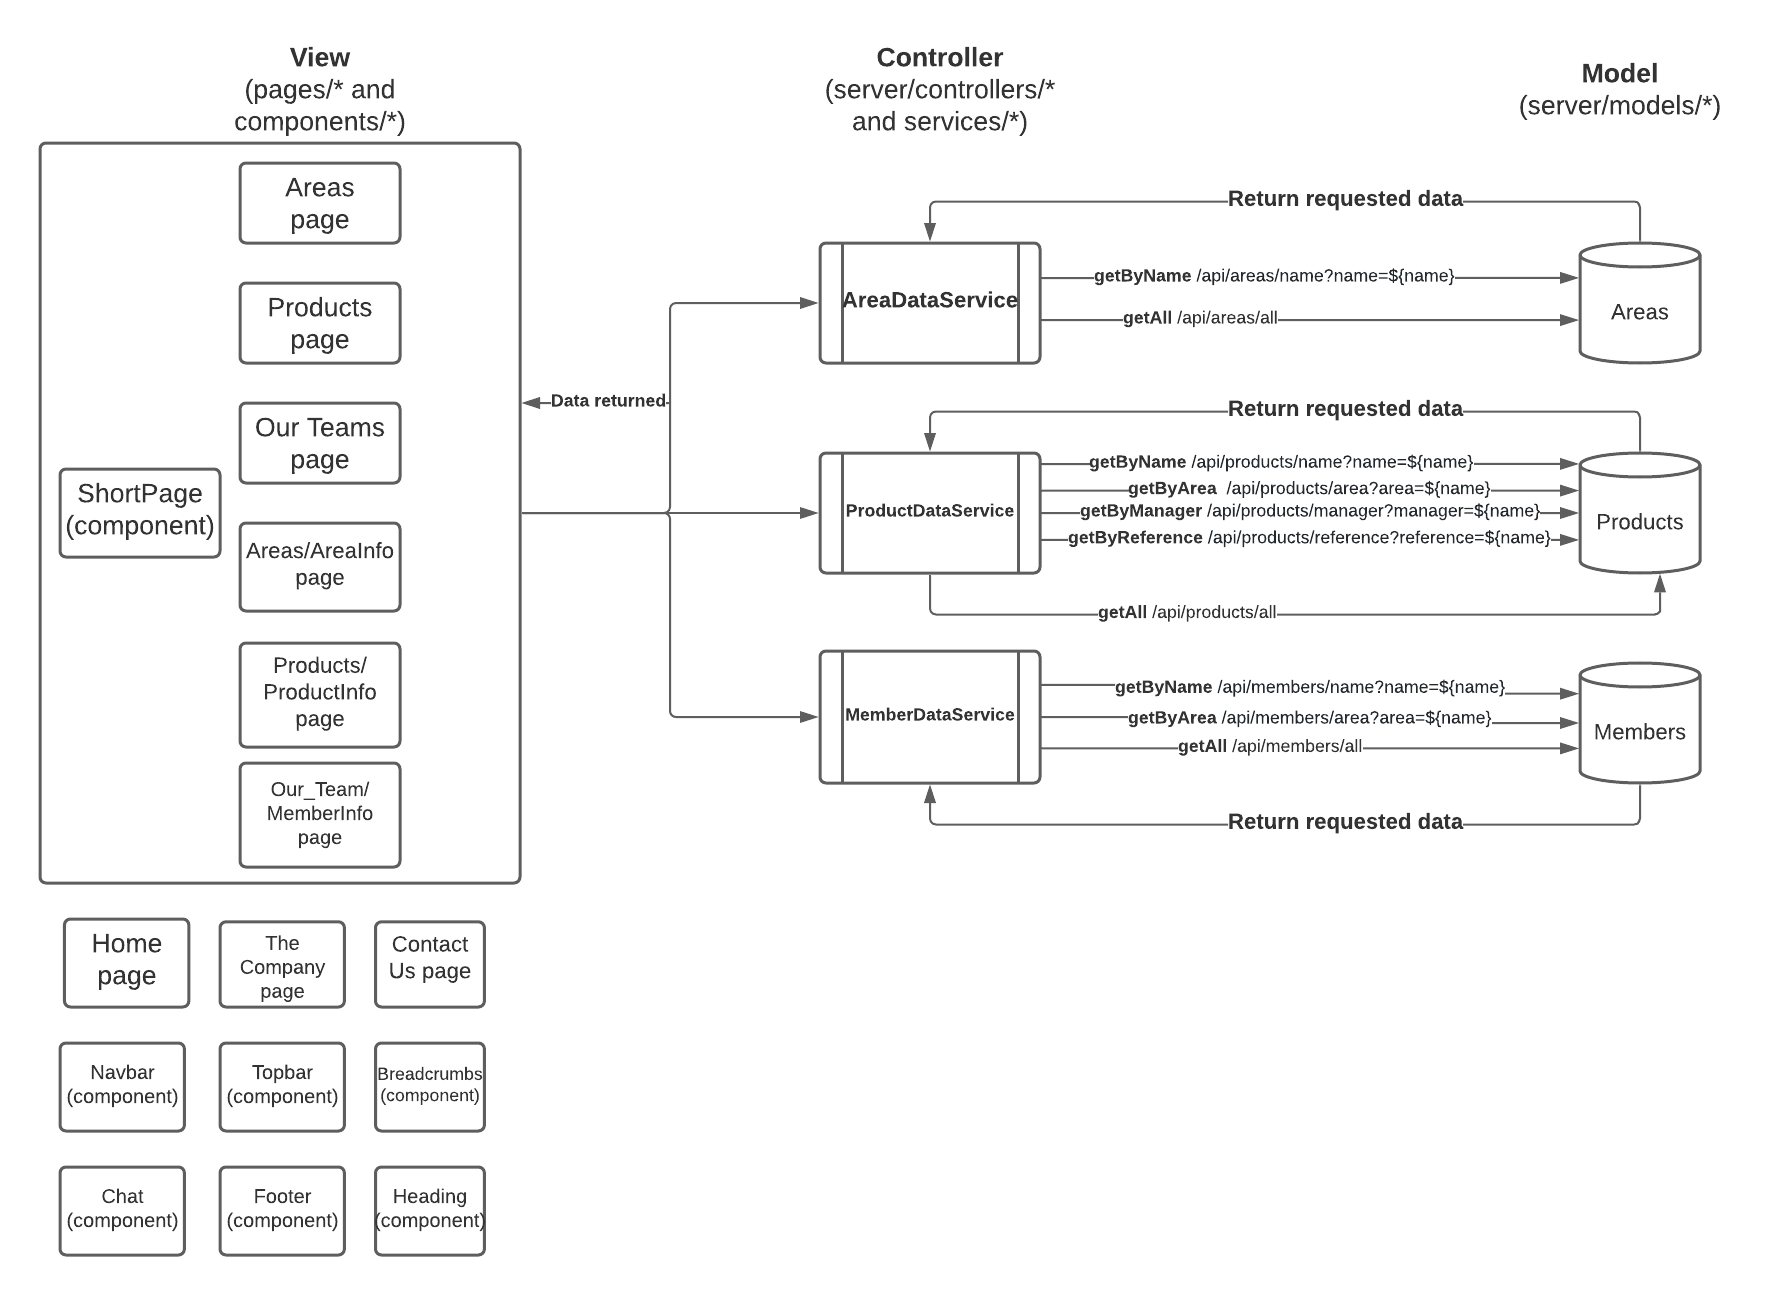 View
(pages/* and
components/*)
Controller
(server/controllers/*
and services/*)
Model
(server/models/*)
Areas
page
Products
page
Our Teams
page
ShortPage
(component)
Areas/AreaInfo
page
Products/
ProductInfo
page
Our_Team/
MemberInfo
page
Data returned
Return requested data
AreaDataService
getByName /api/areas/name?name=${name}
getAll /api/areas/all
Areas
Return requested data
ProductDataService
getByName /api/products/name?name=${name}
getByArea  /api/products/area?area=${name}
getByManager /api/products/manager?manager=${name}
getByReference /api/products/reference?reference=${name}
Products
getAll /api/products/all
MemberDataService
getByName /api/members/name?name=${name}
getByArea /api/members/area?area=${name}
getAll /api/members/all
Members
Return requested data
Home
page
The
Company
page
Contact
Us page
Navbar
(component)
Topbar
(component)
Breadcrumbs
(component)
Chat
(component)
Footer
(component)
Heading
(component)